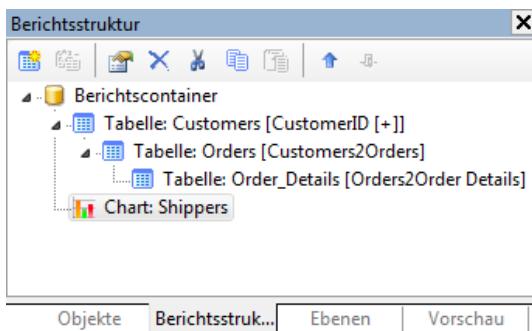 Berichtsstruktur
Berichtscontainer
Tabelle: Customers [CustomerID [+]]
Tabelle: Orders [Customers2Orders]
Tabelle: Order_Details [Orders2Order Details]
Chart: Shippers
Objekte Berichtsstruk... Ebenen Vorschau